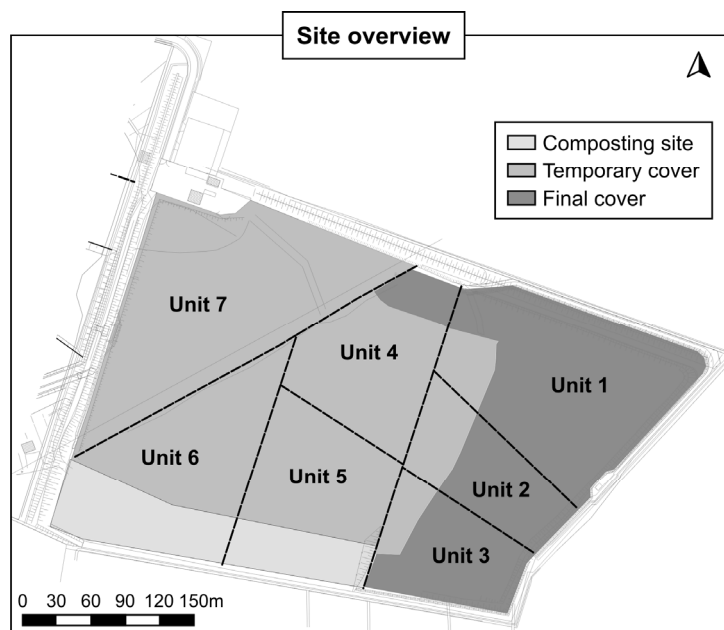 Site overview
Composting site
Temporary cover
Final cover
Unit 7
Unit 4
Unit 1
Unit 6
Unit 5
Unit 2
Unit 3
0 30 60 90 120 150m